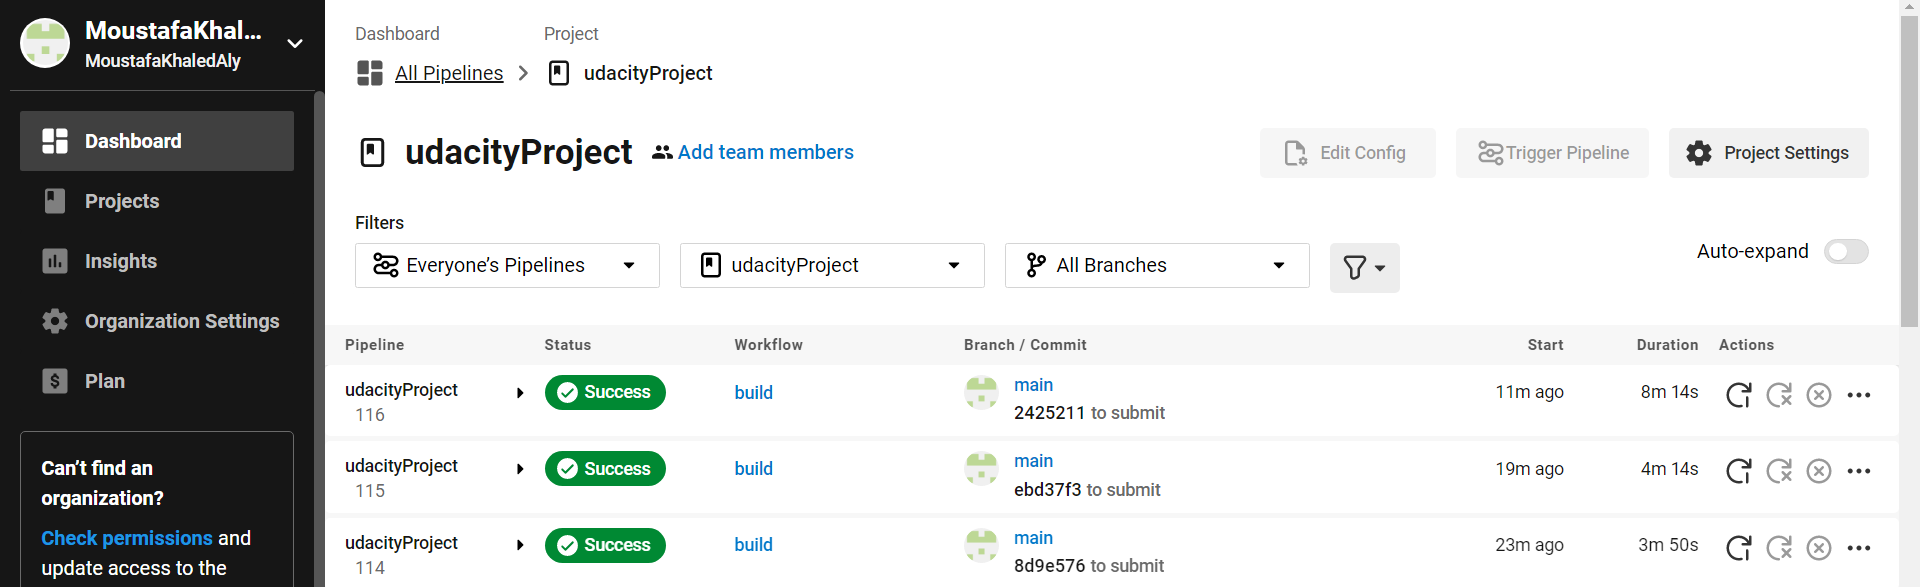 MoustafaKhal...
MoustafaKhaledAly
Dashboard
Projects
Insights
Organization Settings
Plan
Can't find an
organization?
Check permissions and
update access to the
Dashboard Project
All Pipelines udacityProject
udacityProject Add team members Edit Config Trigger Pipeline Project Settings
Filters
Everyone's Pipelines udacityProject All Branches Auto-expand
Pipeline Status Workflow Branch / Commit Start Duration Actions
udacityProject Success build main 11m ago 8m 14s
116 2425211 to submit
udacityProject Success build main 19m ago 4m 14s
115 ebd37f3 to submit
udacityProject Success build main 23m ago 3m 50s
114 8d9e576 to submit